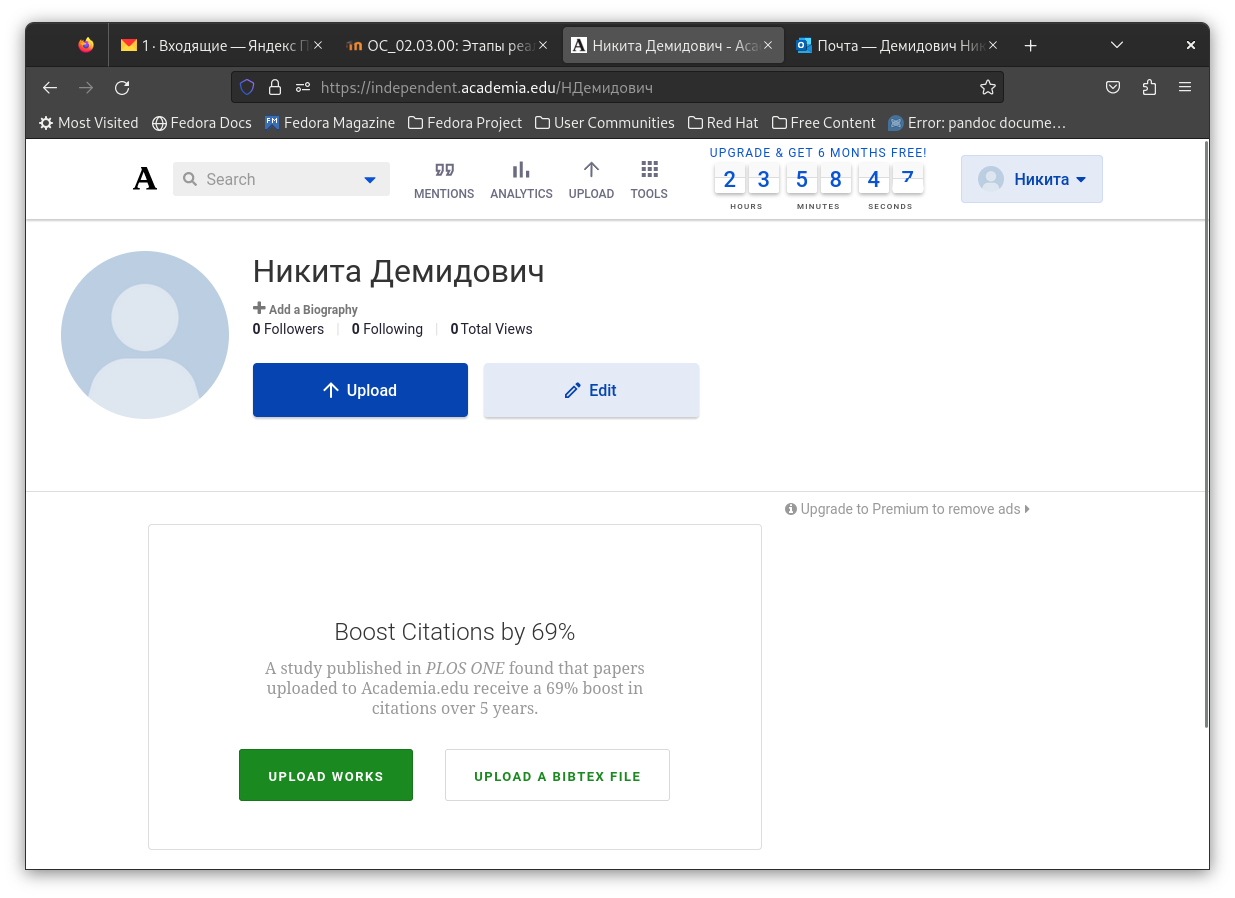 1 · Входящие — Яндекс П
ОС_02.03.00: Этапы реа
Никита Демидович - Aca
Почта — Демидович Ник
https://independent.academia.edu/НДемидович
Most Visited
Fedora Docs
Fedora Magazine
Fedora Project
User Communities
Red Hat
Free Content
Error: pandoc docume…
A
Search
MENTIONS
ANALYTICS
UPLOAD
TOOLS
UPGRADE & GET 6 MONTHS FREE!
2 3 5 8 4 7
HOURS MINUTES SECONDS
Никита
Никита Демидович
Add a Biography
0 Followers 0 Following 0 Total Views
Upload
Edit
Upgrade to Premium to remove ads
Boost Citations by 69%
A study published in PLOS ONE found that papers
uploaded to Academia.edu receive a 69% boost in
citations over 5 years.
UPLOAD WORKS
UPLOAD A BIBTEX FILE